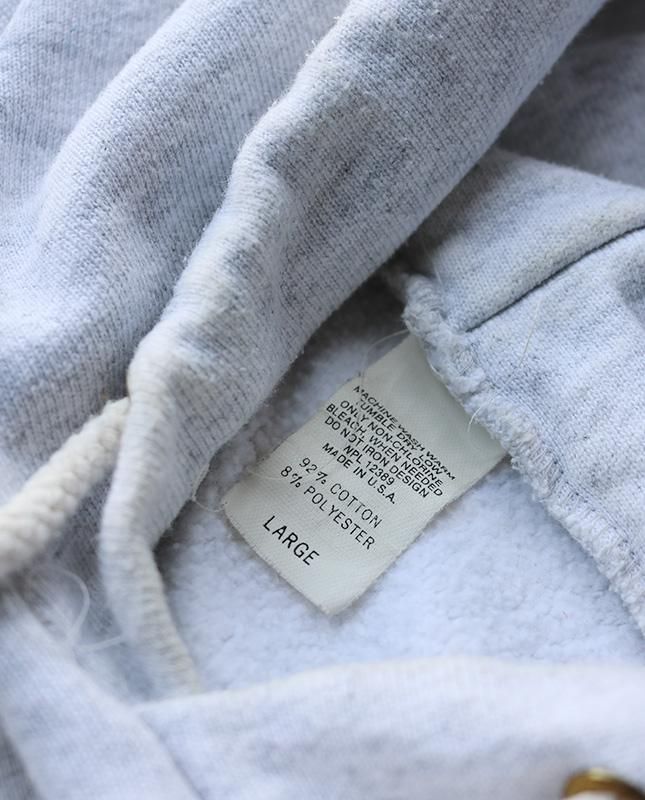 MACHINE WASH WARM
TUMBLE DRY LOW
ONLY NON-CHLORINE
BLEACH WHEN NEEDED
DO NOT IRON DESIGN
NPL 12389
MADE IN U.S.A.
92% COTTON
8% POLYESTER
LARGE